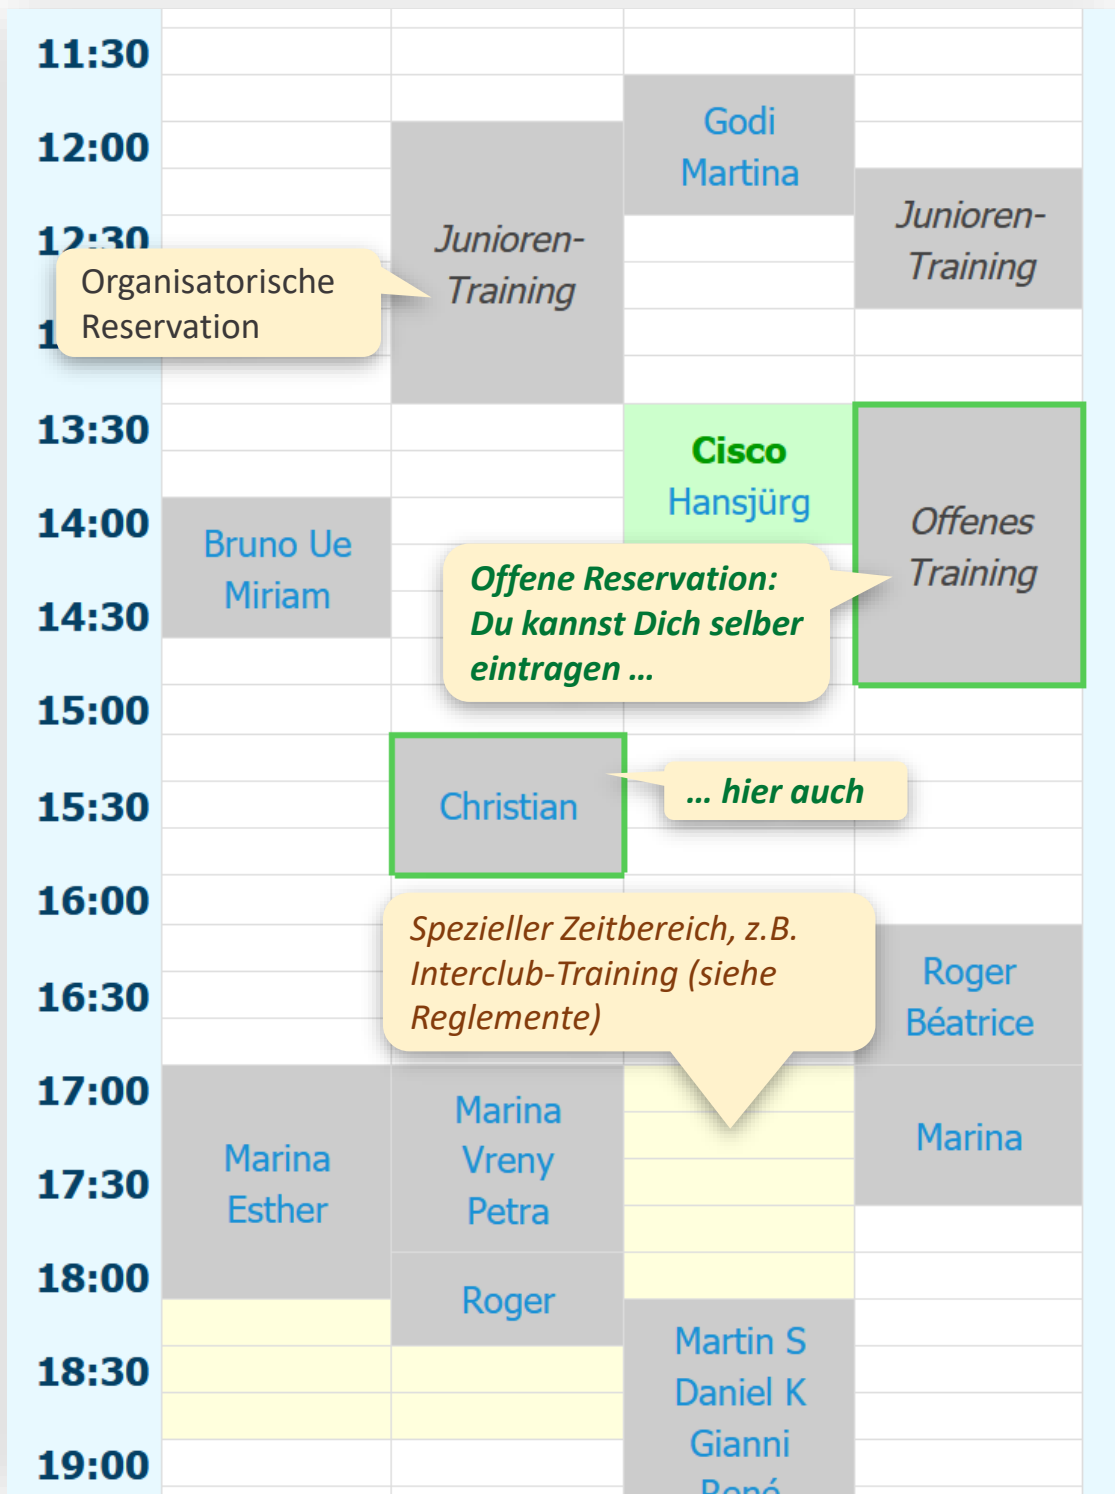 11:30
Godi
Martina
12:00
Junioren-
Training
12:30
Junioren-
Training
Organisatorische
Reservation
13:30
Cisco
Hansjürg
Offenes
Training
14:00
Bruno Ue
Miriam
14:30
Offene Reservation:
Du kannst Dich selber
eintragen ...
15:00
Christian
... hier auch
15:30
16:00
Spezieller Zeitbereich, z.B.
Interclub-Training (siehe
Reglemente)
Roger
Béatrice
16:30
17:00
Marina
Esther
Marina
Vreny
Petra
Marina
17:30
18:00
Roger
Martin S
Daniel K
Gianni
René
18:30
19:00